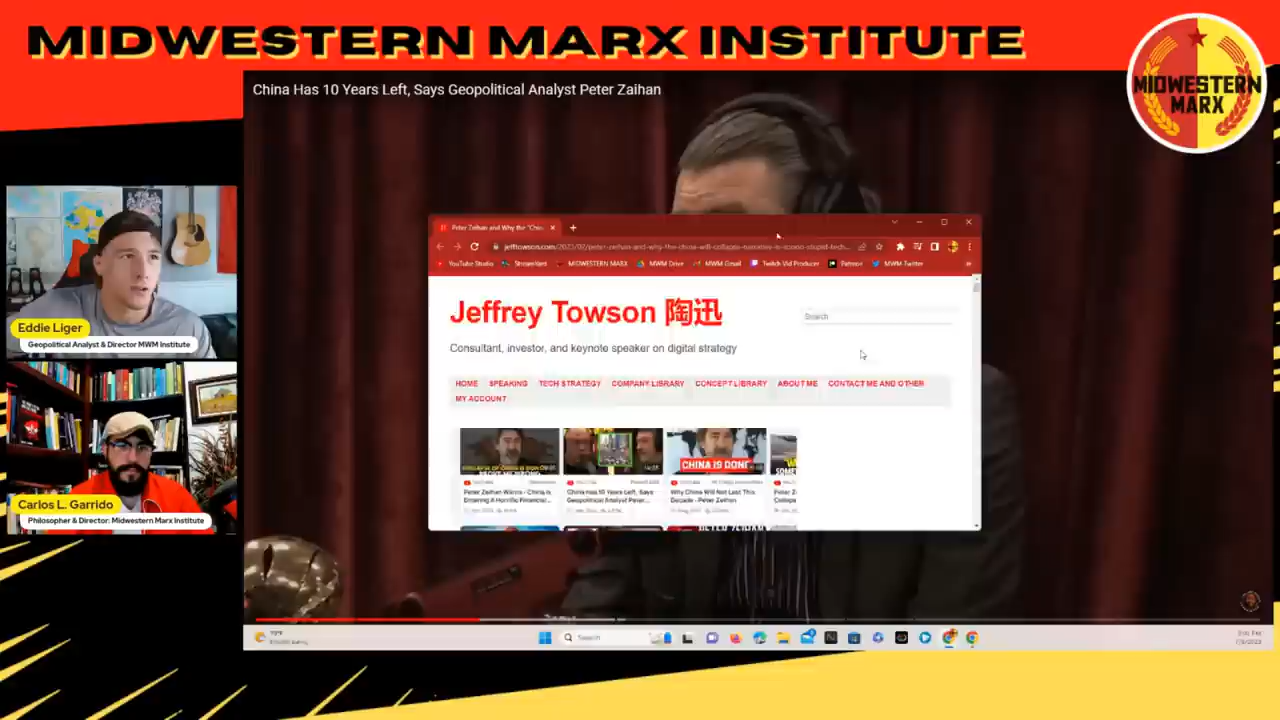 MIDWESTERN MARX INSTITUTE
MIDWESTERN
MARX
China Has 10 Years Left, Says Geopolitical Analyst Peter Zaihan
Eddie Liger
Geopolitical Analyst & Director MWM Institute
Carlos L. Garrido
Philosopher & Director: Midwestern Marx Institute
Peter Zeihan and Why the "Chin
YouTube Studio
StreamYard
MIDWESTERN MARX
MWM Drive
MWM Gmail
Twitch Vid Producer
Patreon
MWM Twitter
Jeffrey Towson 陶迅
Search
Consultant, investor, and keynote speaker on digital strategy
HOME SPEAKING TECH STRATEGY COMPANY LIBRARY CONCEPT LIBRARY ABOUT ME CONTACT ME AND OTHER
MY ACCOUNT
CHINA IS DONE
China Has 10 Years Left, Says
Geopolitical Analyst Peter...
Why China Will Not Last This
Decade - Peter Zeihan
Search